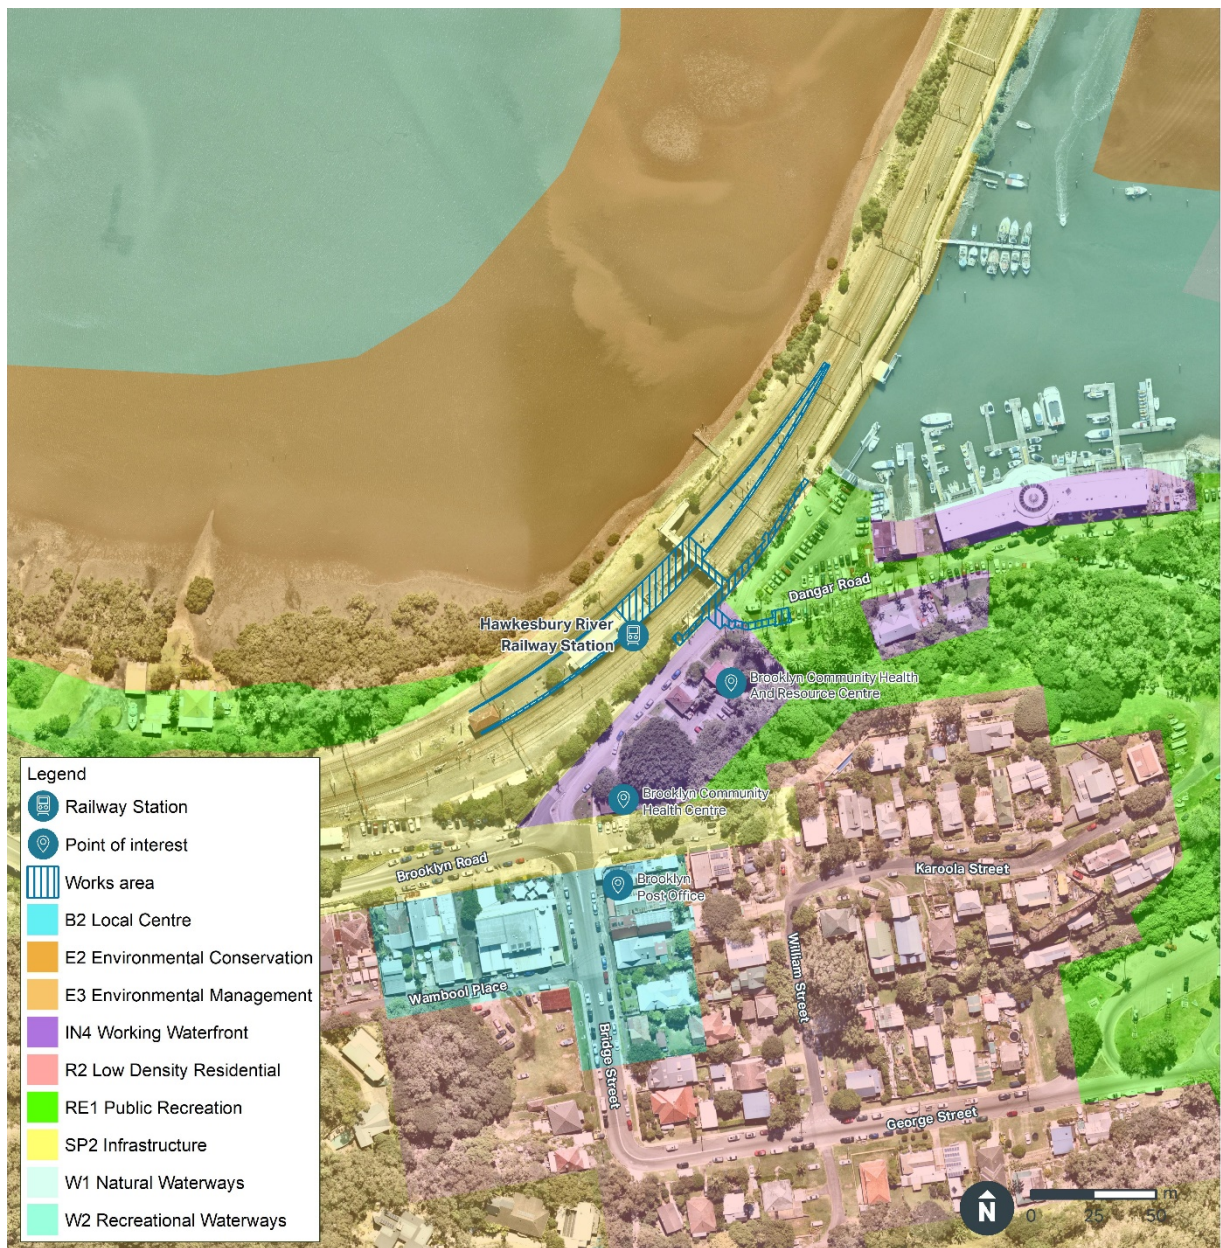 Dangar Road
Hawkesbury River
Railway Station
Brooklyn Community Health
And Resource Centre
Brooklyn Community
Health Centre
Brooklyn Road
Karoola Street
Brooklyn
Post Office
William Street
Wambool Place
Bridge Street
George Street
Legend
Railway Station
Point of interest
Works area
B2 Local Centre
E2 Environmental Conservation
E3 Environmental Management
IN4 Working Waterfront
R2 Low Density Residential
RE1 Public Recreation
SP2 Infrastructure
W1 Natural Waterways
W2 Recreational Waterways
N
m
0 25 50